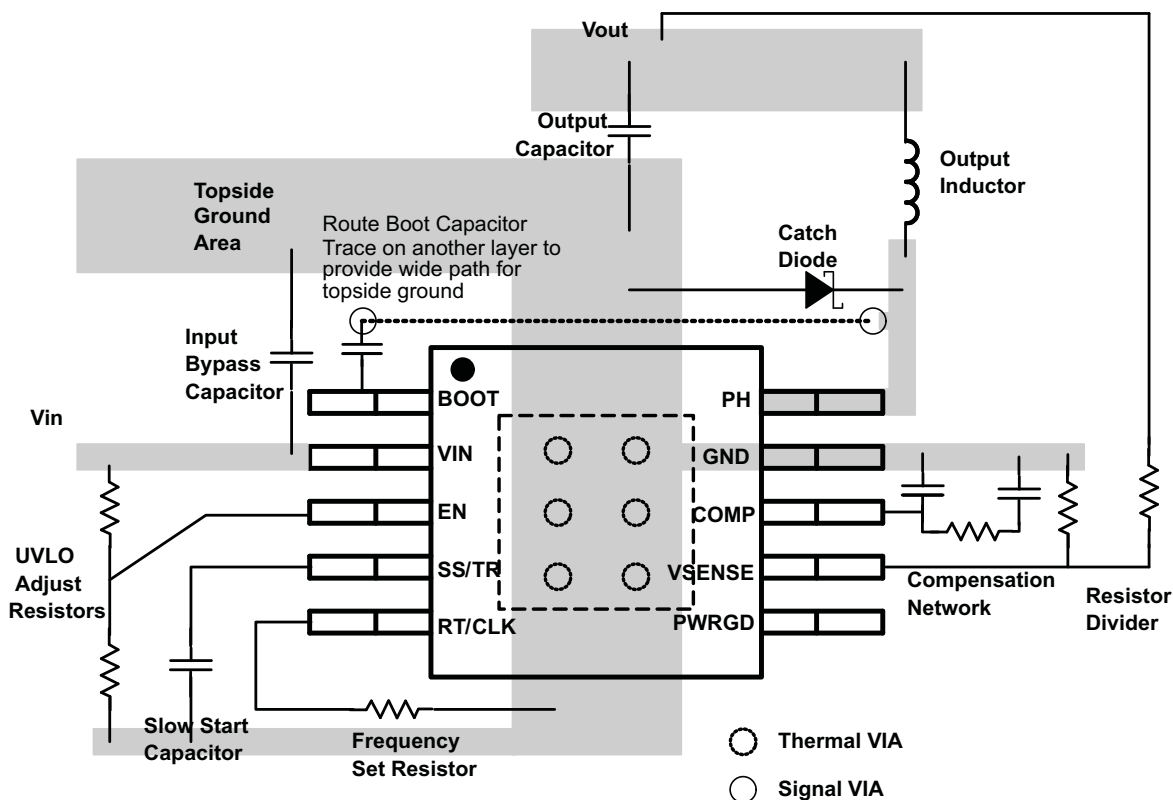 Vout
Output
Capacitor
Output
Inductor
Topside
Ground
Area
Route Boot Capacitor
Trace on another layer to
provide wide path for
topside ground
Catch
Diode
Input
Bypass
Capacitor
Vin
BOOT
VIN
EN
SS/TR
RT/CLK
PH
GND
COMP
VSENSE
PWRGD
UVLO
Adjust
Resistors
Compensation
Network
Resistor
Divider
Slow Start
Capacitor
Frequency
Set Resistor
Thermal VIA
Signal VIA